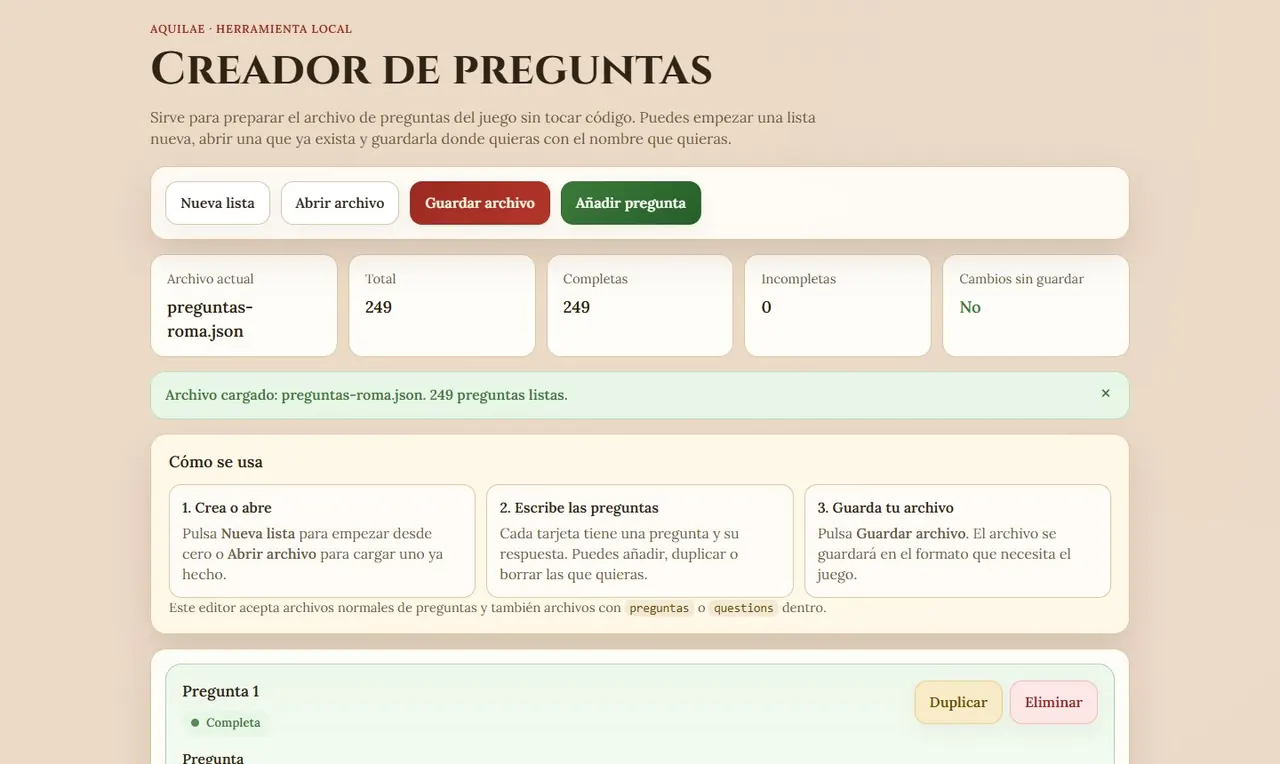 AQUILAE · HERRAMIENTA LOCAL
CREADOR DE PREGUNTAS
Sirve para preparar el archivo de preguntas del juego sin tocar código. Puedes empezar una lista
nueva, abrir una que ya exista y guardarla donde quieras con el nombre que quieras.
Nueva lista
Abrir archivo
Guardar archivo
Añadir pregunta
Archivo actual
preguntas-
roma.json
Total
249
Completas
249
Incompletas
0
Cambios sin guardar
No
Archivo cargado: preguntas-roma.json. 249 preguntas listas.
×
Cómo se usa
1. Crea o abre
Pulsa Nueva lista para empezar desde
cero o Abrir archivo para cargar uno ya
hecho.
2. Escribe las preguntas
Cada tarjeta tiene una pregunta y su
respuesta. Puedes añadir, duplicar o
borrar las que quieras.
3. Guarda tu archivo
Pulsa Guardar archivo. El archivo se
guardará en el formato que necesita el
juego.
Este editor acepta archivos normales de preguntas y también archivos con preguntas o questions dentro.
Pregunta 1
Completa
Duplicar
Eliminar
Pregunta